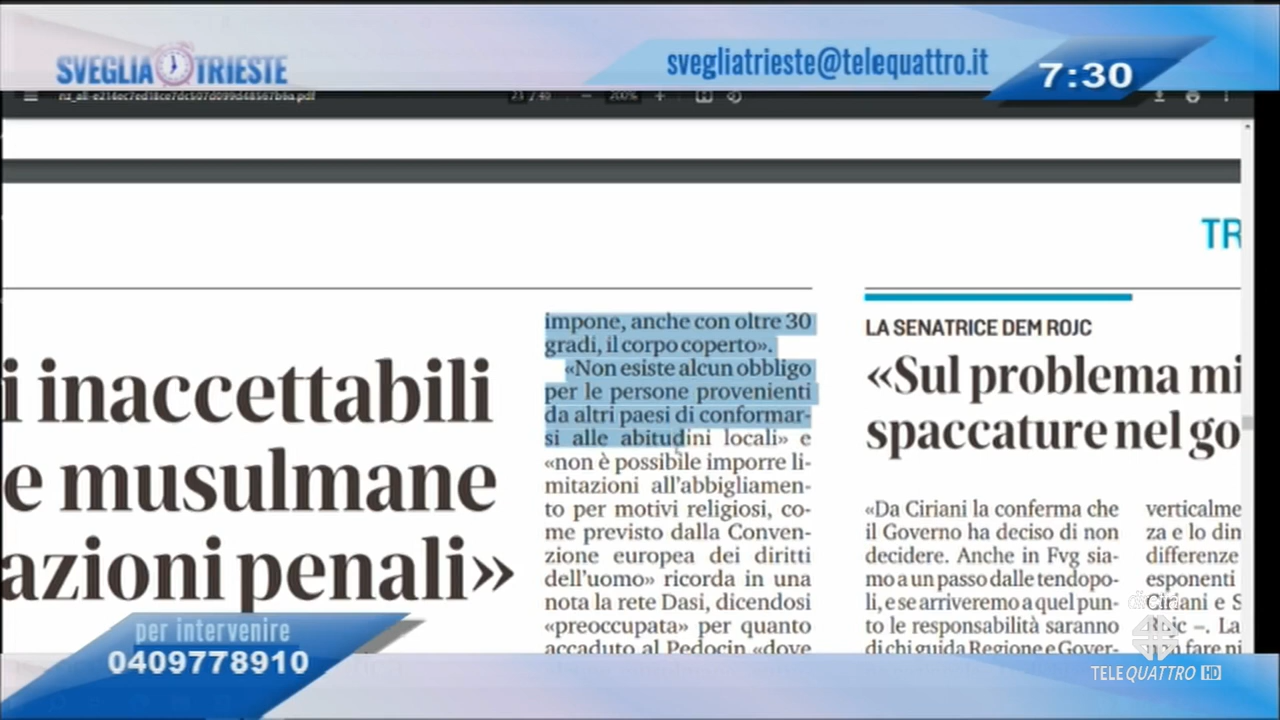 SVEGLIA TRIESTE
svegliatrieste@telequattro.it
7:30
200%
TR
i inaccettabili
e musulmane
azioni penali»
impone, anche con oltre 30
gradi, il corpo coperto».
«Non esiste alcun obbligo
per le persone provenienti
da altri paesi di conformar-
si alle abitudini locali» e
«non è possibile imporre li-
mitazioni all'abbigliamen-
to per motivi religiosi, co-
me previsto dalla Conven-
zione europea dei diritti
dell'uomo» ricorda in una
nota la rete Dasi, dicendosi
«preoccupata» per quanto
accaduto al Pedocin «dove
LA SENATRICE DEM ROJC
«Sul problema mi
spaccature nel go
«Da Ciriani la conferma che
il Governo ha deciso di non
decidere. Anche in Fvg sia-
mo a un passo dalle tendopo-
li, e se arriveremo a quel pun-
to le responsabilità saranno
di chi guida Regione e Gover-
verticalme
za e lo dim
differenze
esponenti
Ciriani e S
Rojc –. La
non fare ni
per intervenire
0409778910
TELEQUATTRO HD